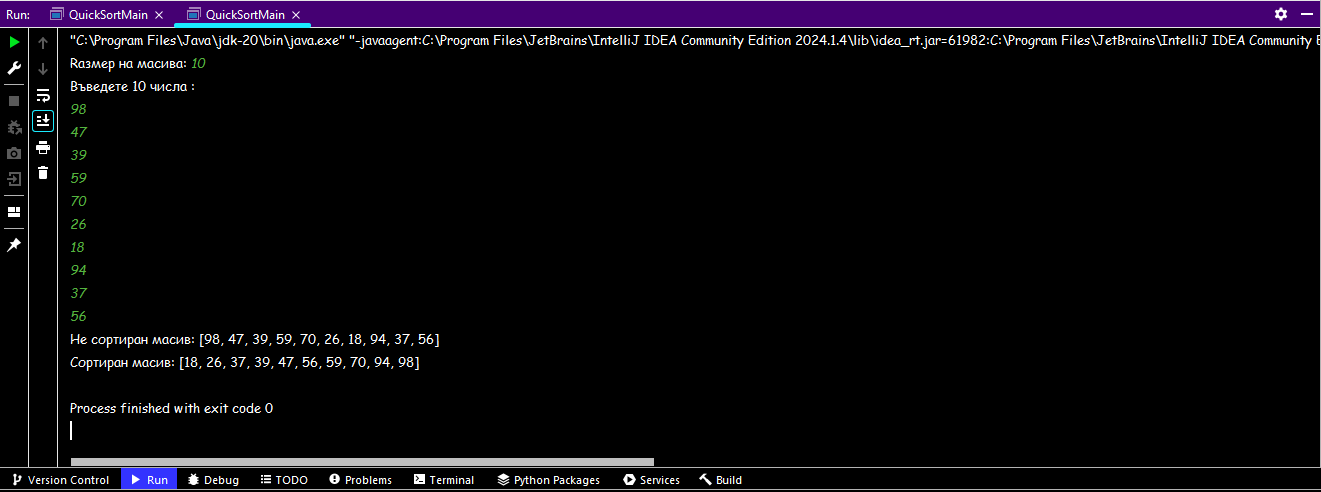 Run: QuickSortMain × QuickSortMain ×
"C:\Program Files\Java\jdk-20\bin\java.exe" "-javaagent:C:\Program Files\JetBrains\IntelliJ IDEA Community Edition 2024.1.4\lib\idea_rt.jar=61982:C:\Program Files\JetBrains\IntelliJ IDEA Community
Размер на масива: 10
Въведете 10 числа :
98
47
39
59
70
26
18
94
37
56
Не сортиран масив: [98, 47, 39, 59, 70, 26, 18, 94, 37, 56]
Сортиран масив: [18, 26, 37, 39, 47, 56, 59, 70, 94, 98]
Process finished with exit code 0
Version Control Run Debug TODO Problems Terminal Python Packages Services Build